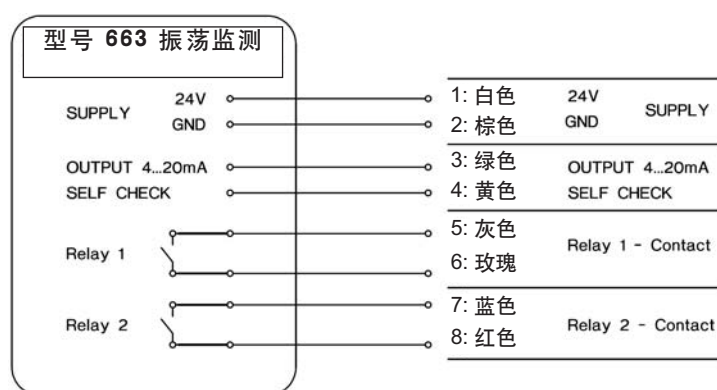 型号 663 振荡监测
SUPPLY 24V
GND
OUTPUT 4...20mA
SELF CHECK
Relay 1
Relay 2
1: 白色 24V SUPPLY
2: 棕色 GND
3: 绿色 OUTPUT 4...20mA
4: 黄色 SELF CHECK
5: 灰色 Relay 1 - Contact
6: 玫瑰
7: 蓝色 Relay 2 - Contact
8: 红色